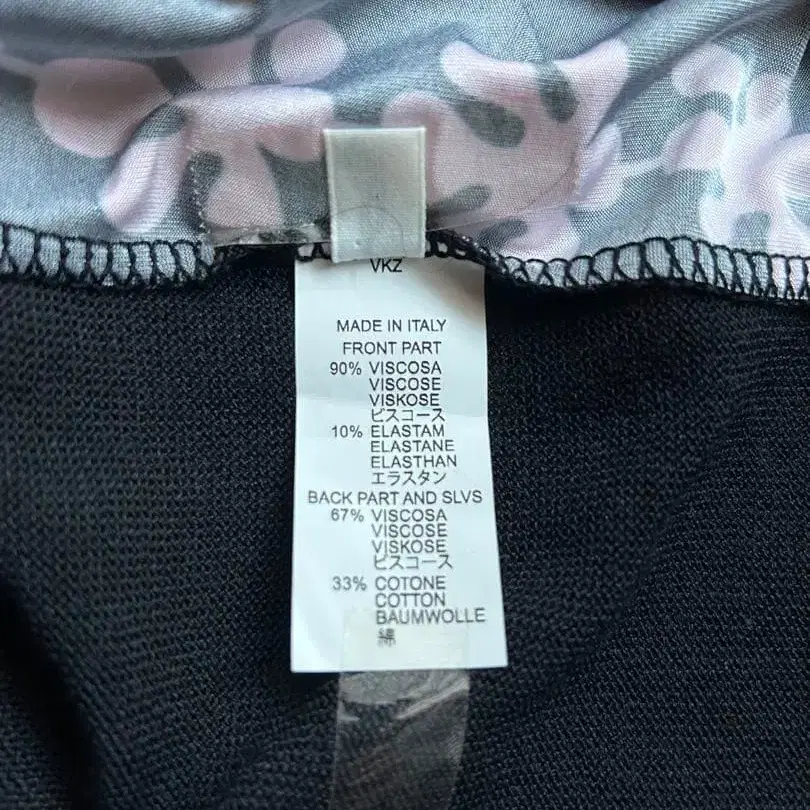 VKZ
MADE IN ITALY
FRONT PART
90% VISCOSA
VISCOSE
VISKOSE
ビスコース
10% ELASTAM
ELASTANE
ELASTHAN
エラスタン
BACK PART AND SLVS
67% VISCOSA
VISCOSE
VISKOSE
ビスコース
33% COTONE
COTTON
BAUMWOLLE
綿